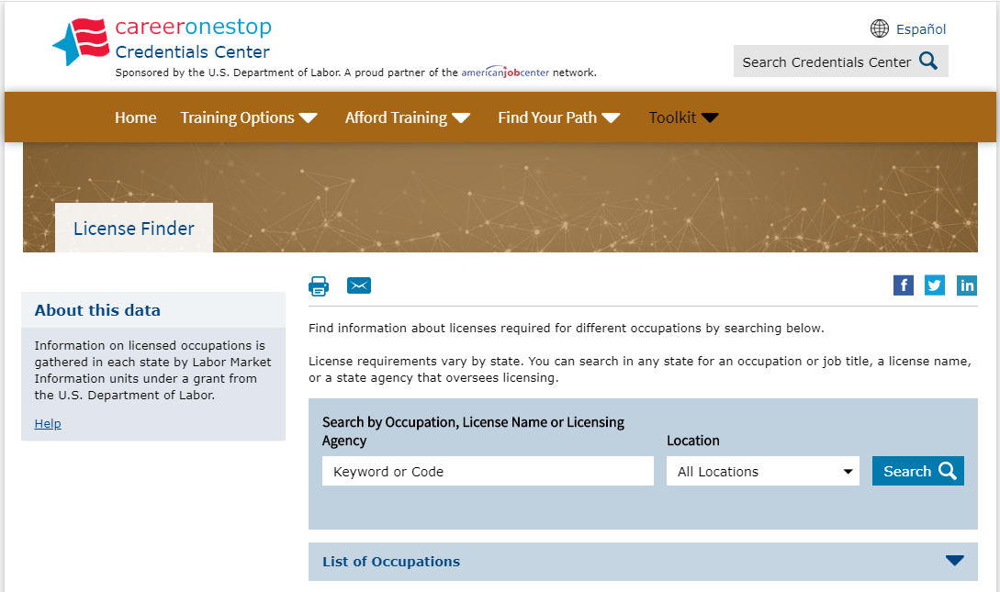 careeronestop
Credentials Center
Sponsored by the U.S. Department of Labor. A proud partner of the americanjobcenter network.
Español
Search Credentials Center
Home
Training Options
Afford Training
Find Your Path
Toolkit
License Finder
About this data
Information on licensed occupations is
gathered in each state by Labor Market
Information units under a grant from
the U.S. Department of Labor.
Help
f
in
Find information about licenses required for different occupations by searching below.
License requirements vary by state. You can search in any state for an occupation or job title, a license name,
or a state agency that oversees licensing.
Search by Occupation, License Name or Licensing
Agency
Location
Keyword or Code
All Locations
Search
List of Occupations